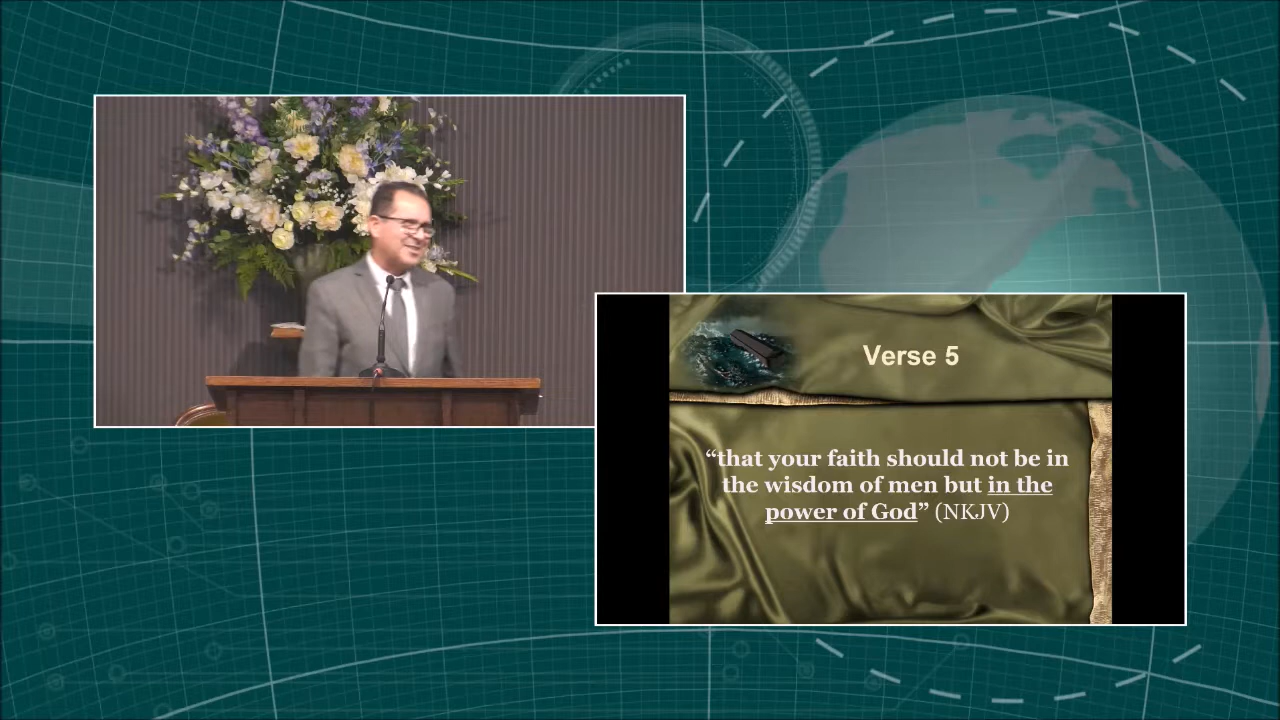 Verse 5
“that your faith should not be in
the wisdom of men but in the
power of God” (NKJV)